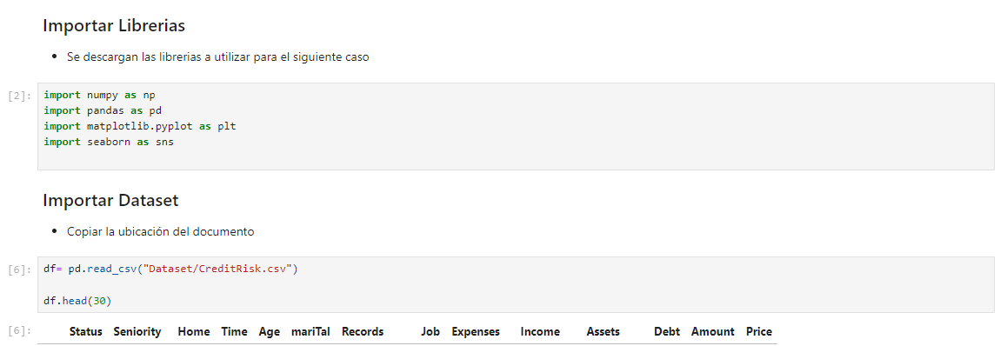 Importar Librerias
• Se descargan las librerias a utilizar para el siguiente caso
[2]:
import numpy as np
import pandas as pd
import matplotlib.pyplot as plt
import seaborn as sns
Importar Dataset
• Copiar la ubicación del documento
[6]:
df= pd.read_csv("Dataset/CreditRisk.csv")
df.head(30)
[6]:
Status Seniority Home Time Age mariTal Records Job Expenses Income Assets Debt Amount Price